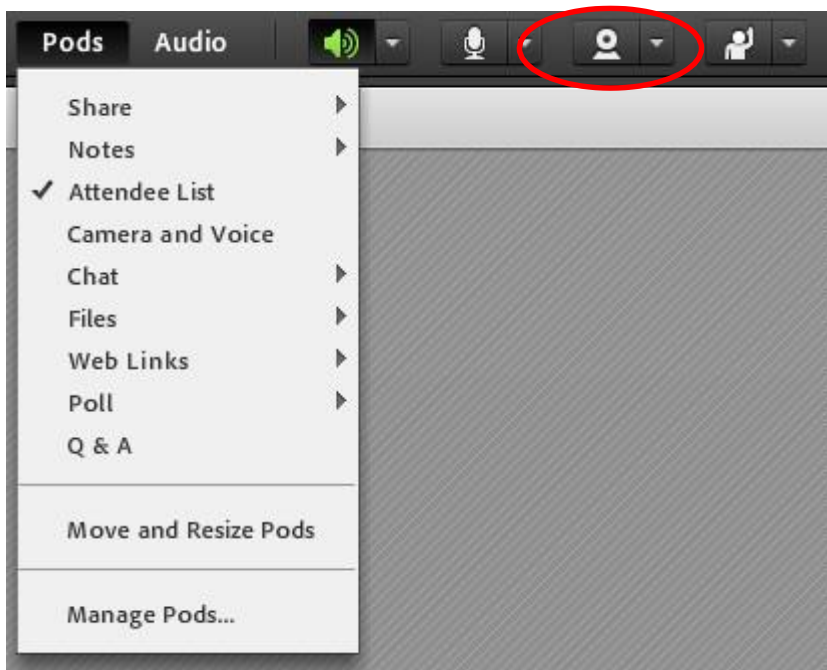 Pods Audio
Share
Notes
Attendee List
Camera and Voice
Chat
Files
Web Links
Poll
Q & A
Move and Resize Pods
Manage Pods...